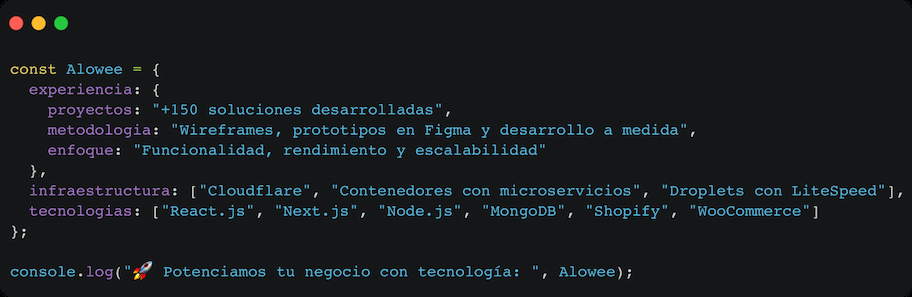 const Alowee = {
  experiencia: {
    proyectos: "+150 soluciones desarrolladas",
    metodologia: "Wireframes, prototipos en Figma y desarrollo a medida",
    enfoque: "Funcionalidad, rendimiento y escalabilidad"
  },
  infraestructura: ["Cloudflare", "Contenedores con microservicios", "Droplets con LiteSpeed"],
  tecnologias: ["React.js", "Next.js", "Node.js", "MongoDB", "Shopify", "WooCommerce"]
};
console.log("🚀 Potenciamos tu negocio con tecnología: ", Alowee);